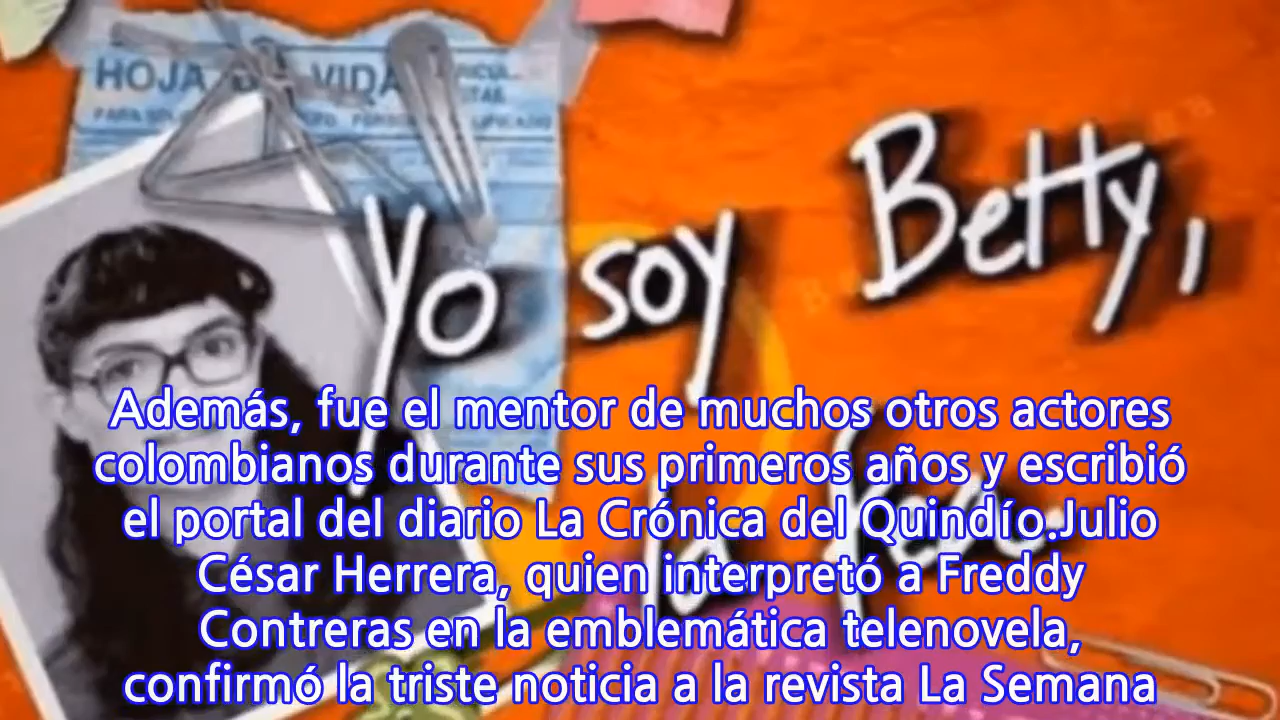 HOJA DE VIDA
Yo soy Betty,
la fea
Además, fue el mentor de muchos otros actores
colombianos durante sus primeros años y escribió
el portal del diario La Crónica del Quindío.Julio
César Herrera, quien interpretó a Freddy
Contreras en la emblemática telenovela,
confirmó la triste noticia a la revista La Semana